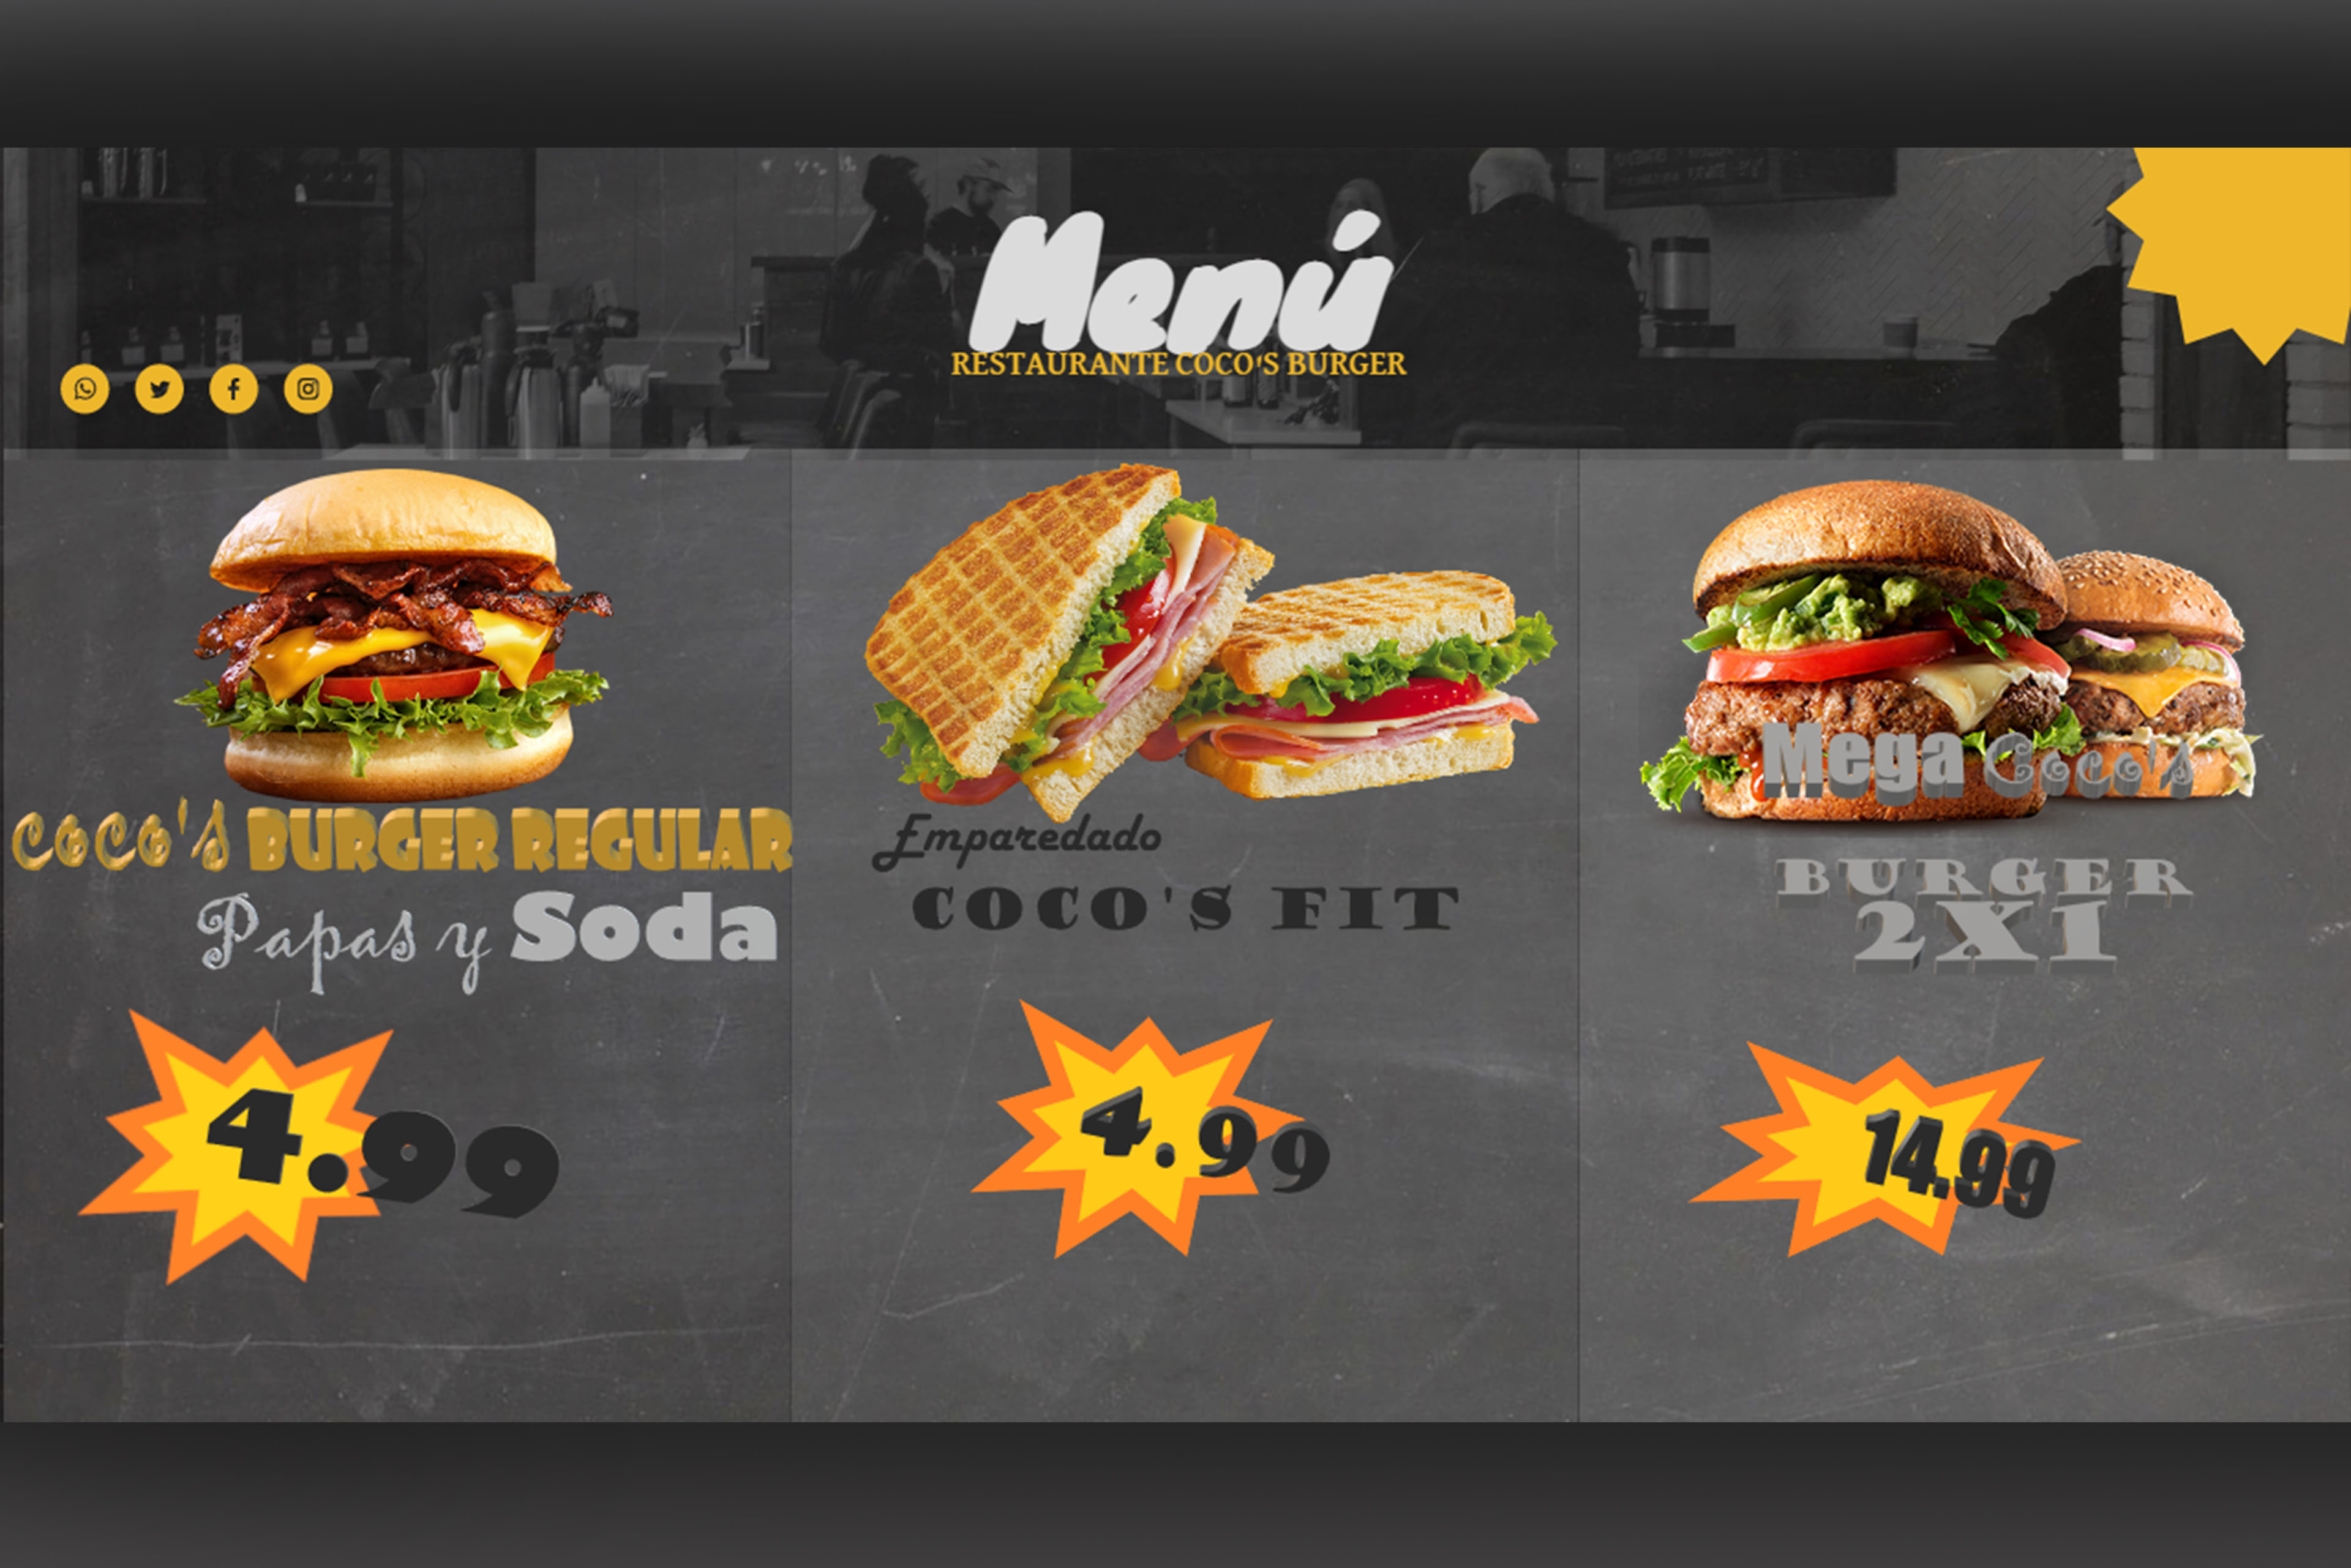 Menú
RESTAURANTE COCO'S BURGER
COCO'S BURGER REGULAR
Papas y Soda
4.99
Emparedado
COCO'S FIT
4.99
Mega Coco's
BURGER
2X1
14.99